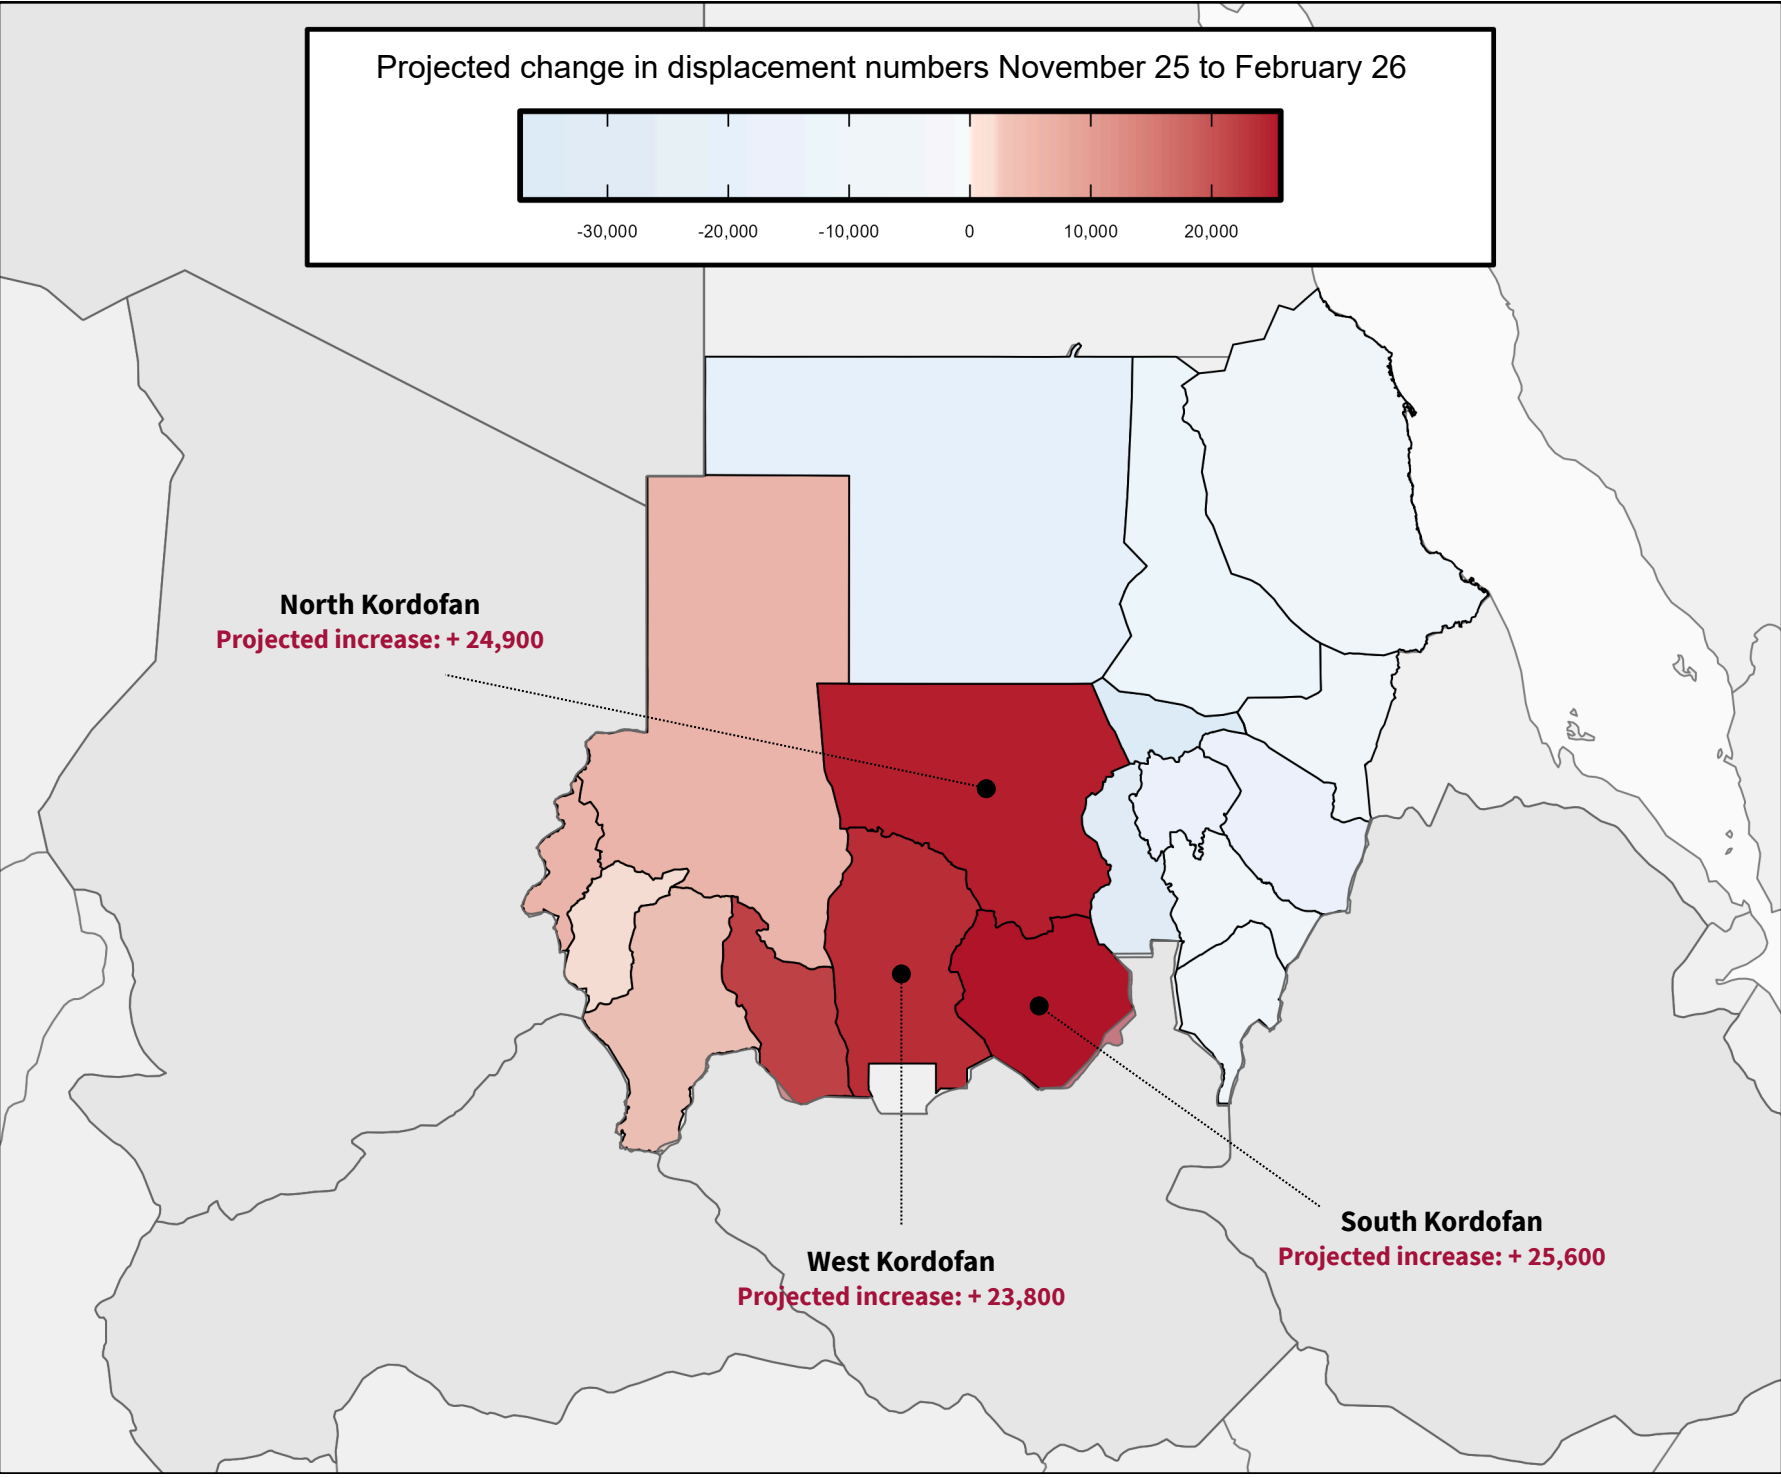 Projected change in displacement numbers November 25 to February 26
-30,000 -20,000 -10,000 0 10,000 20,000
North Kordofan
Projected increase: + 24,900
South Kordofan
Projected increase: + 25,600
West Kordofan
Projected increase: + 23,800